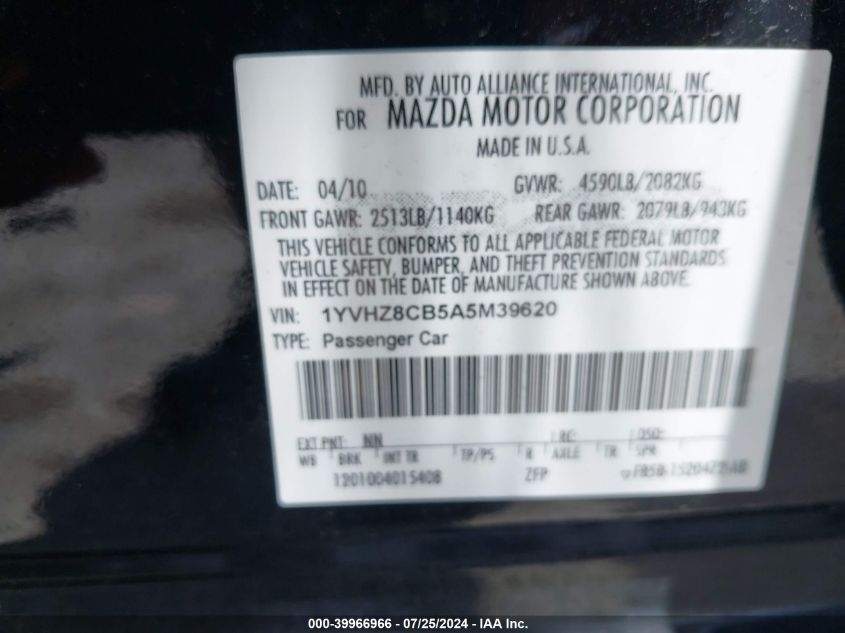 MFD. BY AUTO ALLIANCE INTERNATIONAL, INC.
FOR MAZDA MOTOR CORPORATION
MADE IN U.S.A.
DATE: 04/10 GVWR: 4590LB/2082KG
FRONT GAWR: 2513LB/1140KG REAR GAWR: 2079LB/943KG
THIS VEHICLE CONFORMS TO ALL APPLICABLE FEDERAL MOTOR
VEHICLE SAFETY, BUMPER, AND THEFT PREVENTION STANDARDS
IN EFFECT ON THE DATE OF MANUFACTURE SHOWN ABOVE.
VIN: 1YVHZ8CB5A5M39620
TYPE: Passenger Car
EXT PNT: NN RC: DSO:
WB BRK INT TR TP/PS R AXLE TR SPR
1201004015408 ZFP
000-39966966 / 07/25/2024 - IAA Inc.